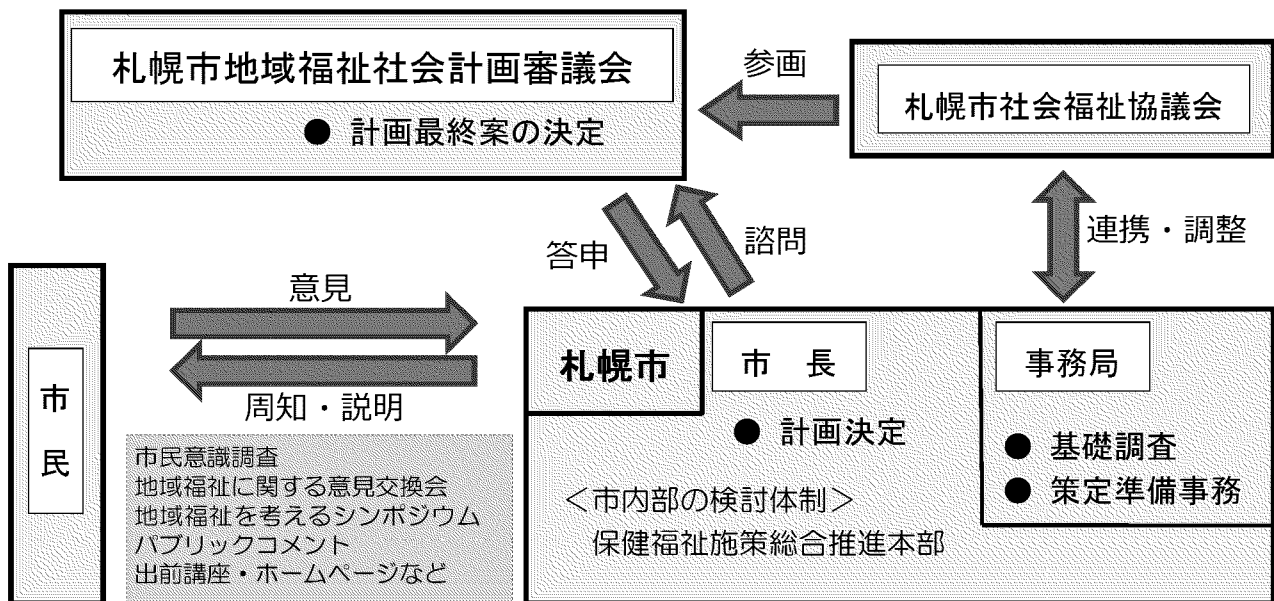 札幌市地域福祉社会計画審議会
● 計画最終案の決定
参画
札幌市社会福祉協議会
答申
諮問
連携・調整
市民
意見
周知・説明
市民意識調査
地域福祉に関する意見交換会
地域福祉を考えるシンポジウム
パブリックコメント
出前講座・ホームページなど
札幌市
市　長
● 計画決定
＜市内部の検討体制＞
保健福祉施策総合推進本部
事務局
● 基礎調査
● 策定準備事務